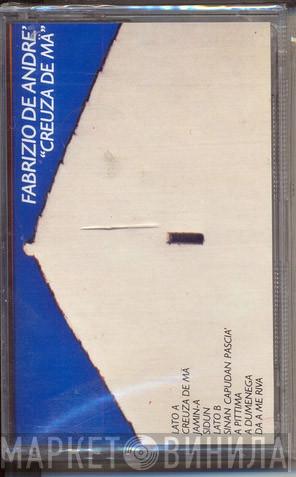 FABRIZIO DE ANDRE'
"CREUZA DE MÄ"
LATO A
CREUZA DE MÄ
JAMIN-A
SIDUN
LATO B
SINAN CAPUDAN PASCIA'
A PITTIMA
A DUMENEGA
DA A ME RIVA
МАРКЕТ ВИНИЛА